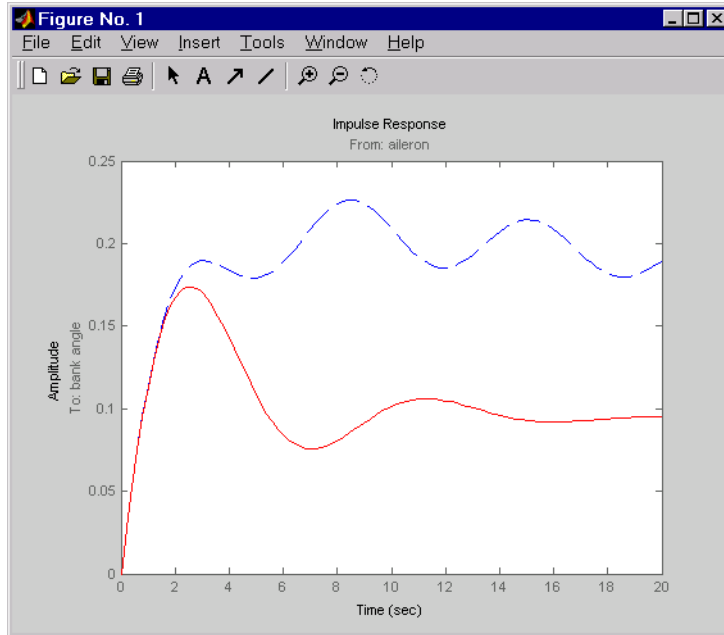 Figure No. 1
File Edit View Insert Tools Window Help
A
Impulse Response
From: aileron
Amplitude
To: bank angle
0.25
0.2
0.15
0.1
0.05
0
0 2 4 6 8 10 12 14 16 18 20
Time (sec)